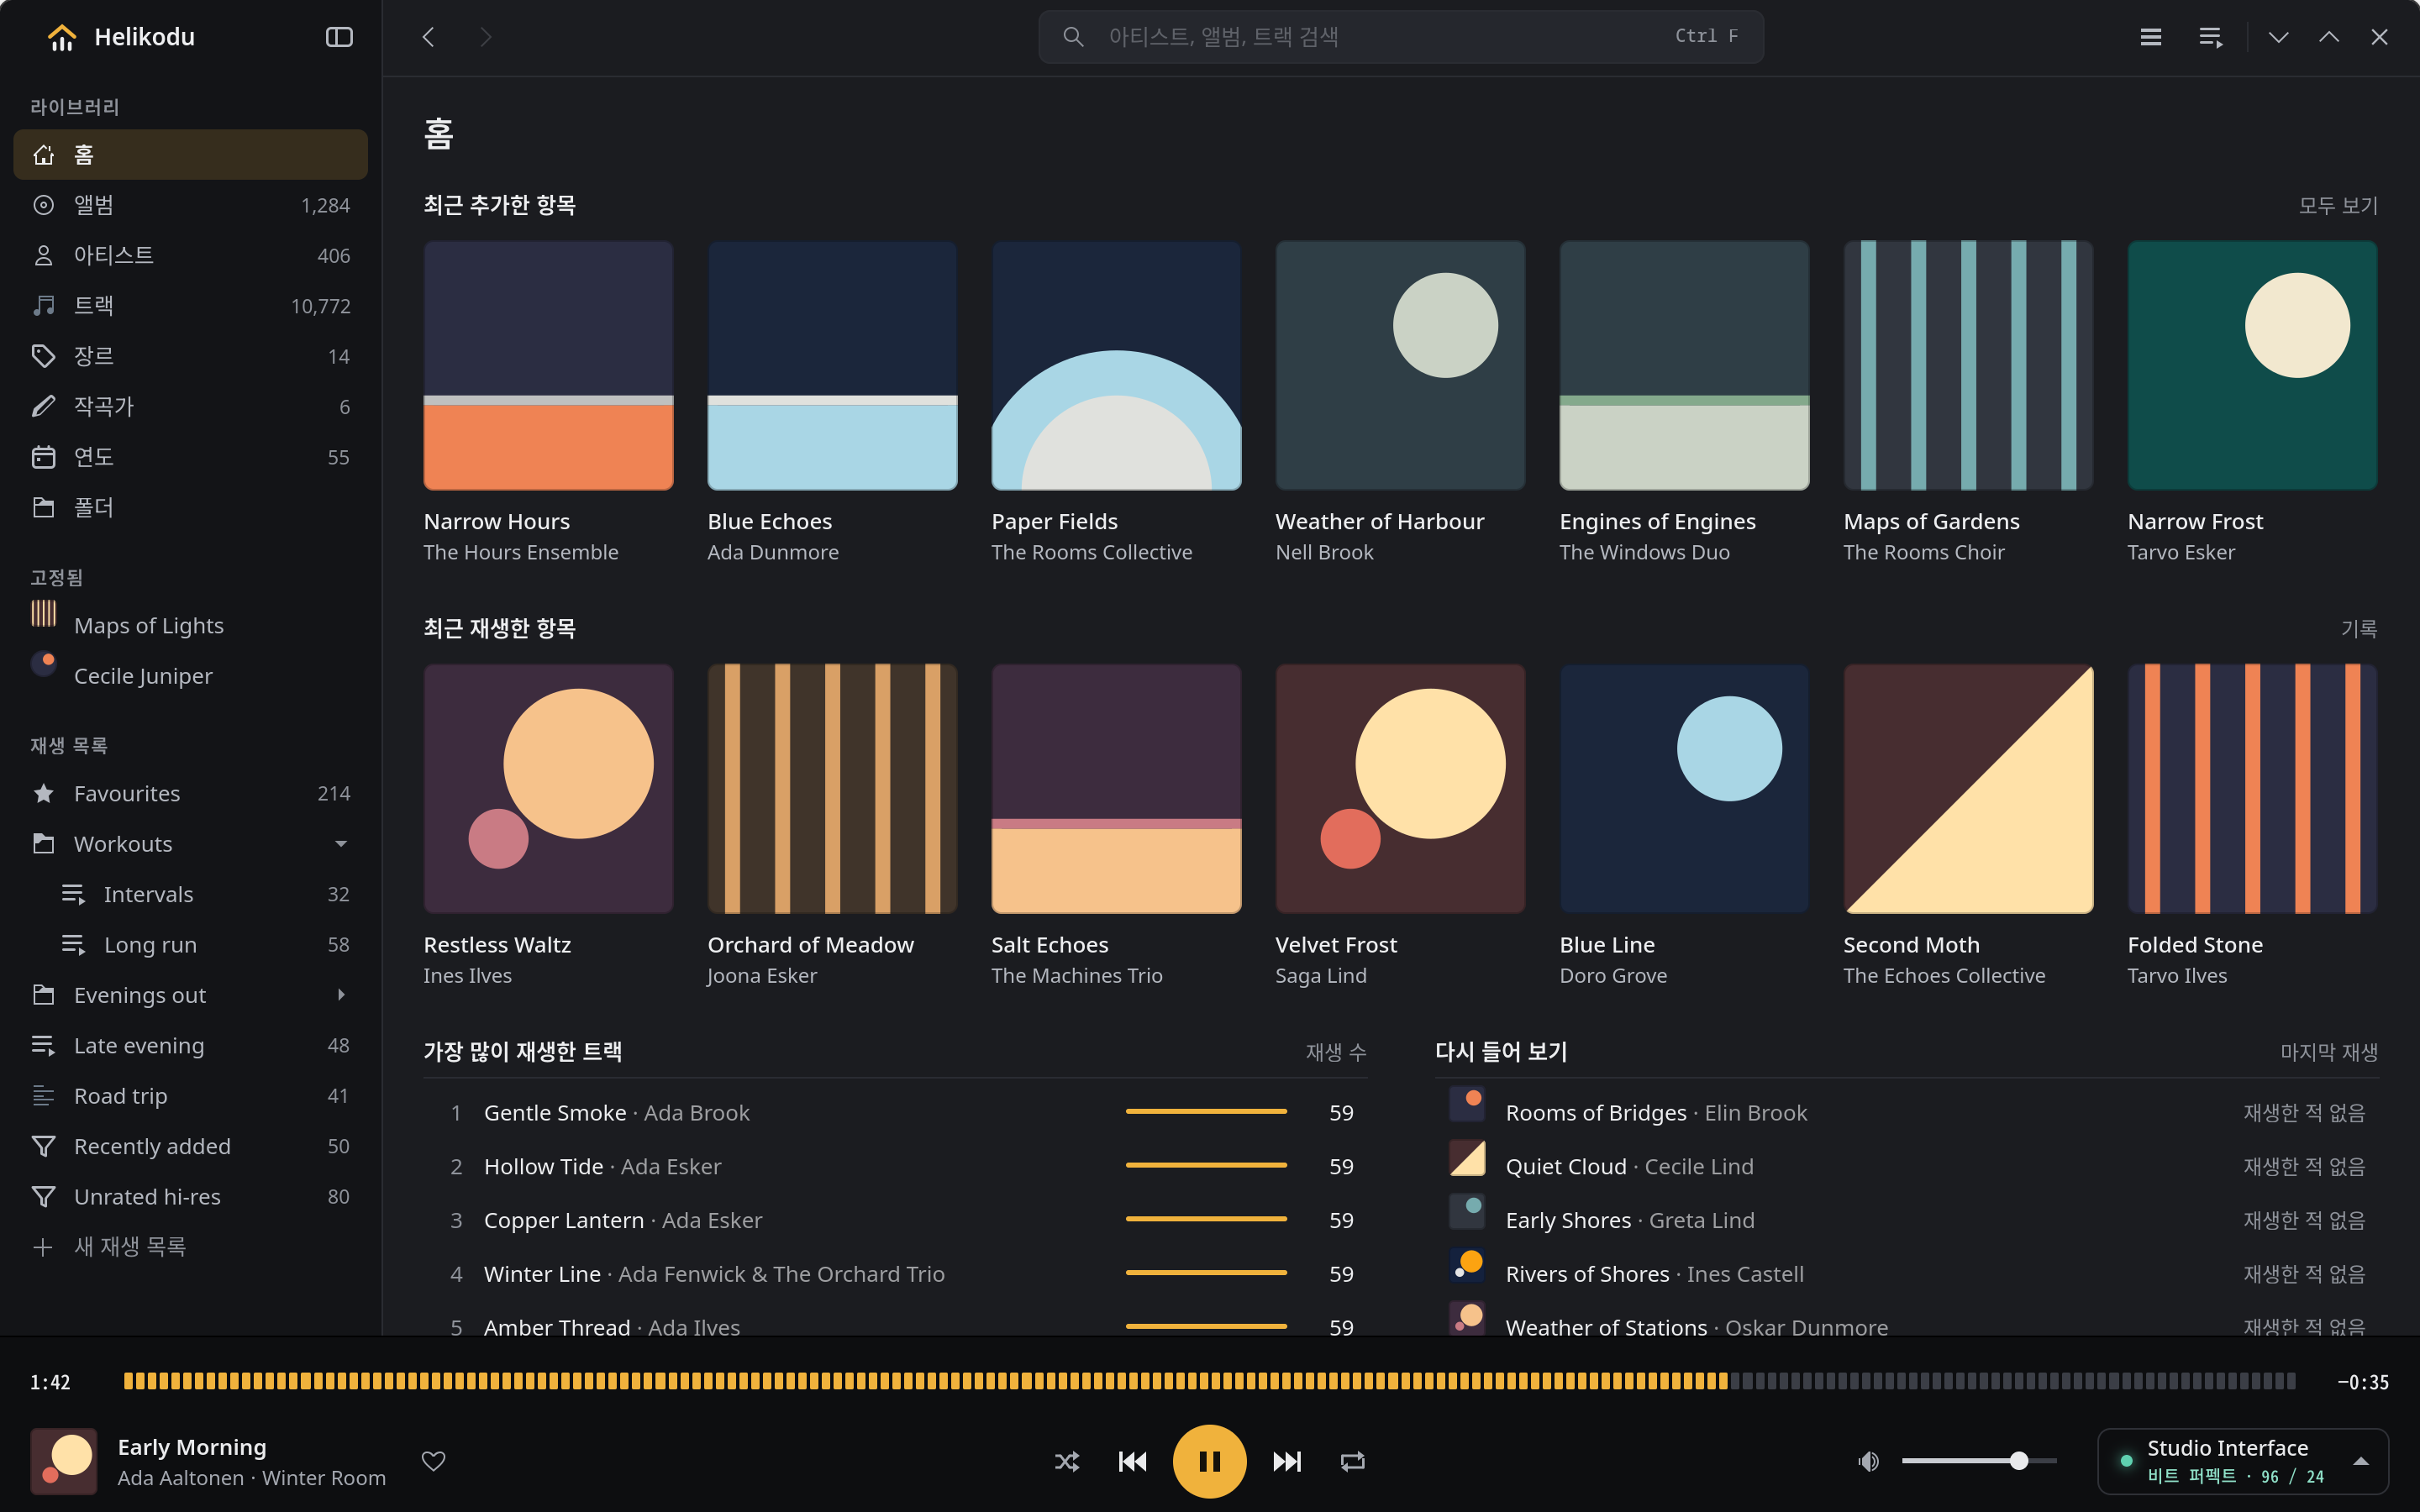 Helikodu
아티스트, 앨범, 트랙 검색
Ctrl F
라이브러리
홈
앨범 1,284
아티스트 406
트랙 10,772
장르 14
작곡가 6
연도 55
폴더
고정됨
Maps of Lights
Cecile Juniper
재생 목록
Favourites 214
Workouts
Intervals 32
Long run 58
Evenings out
Late evening 48
Road trip 41
Recently added 50
Unrated hi-res 80
새 재생 목록
홈
최근 추가한 항목
모두 보기
Narrow Hours
The Hours Ensemble
Blue Echoes
Ada Dunmore
Paper Fields
The Rooms Collective
Weather of Harbour
Nell Brook
Engines of Engines
The Windows Duo
Maps of Gardens
The Rooms Choir
Narrow Frost
Tarvo Esker
최근 재생한 항목
기록
Restless Waltz
Ines Ilves
Orchard of Meadow
Joona Esker
Salt Echoes
The Machines Trio
Velvet Frost
Saga Lind
Blue Line
Doro Grove
Second Moth
The Echoes Collective
Folded Stone
Tarvo Ilves
가장 많이 재생한 트랙
재생 수
1 Gentle Smoke · Ada Brook 59
2 Hollow Tide · Ada Esker 59
3 Copper Lantern · Ada Esker 59
4 Winter Line · Ada Fenwick & The Orchard Trio 59
5 Amber Thread · Ada Ilves 59
다시 들어 보기
마지막 재생
Rooms of Bridges · Elin Brook 재생한 적 없음
Quiet Cloud · Cecile Lind 재생한 적 없음
Early Shores · Greta Lind 재생한 적 없음
Rivers of Shores · Ines Castell 재생한 적 없음
Weather of Stations · Oskar Dunmore 재생한 적 없음
1:42
−0:35
Early Morning
Ada Aaltonen · Winter Room
Studio Interface
비트 퍼펙트 · 96 / 24